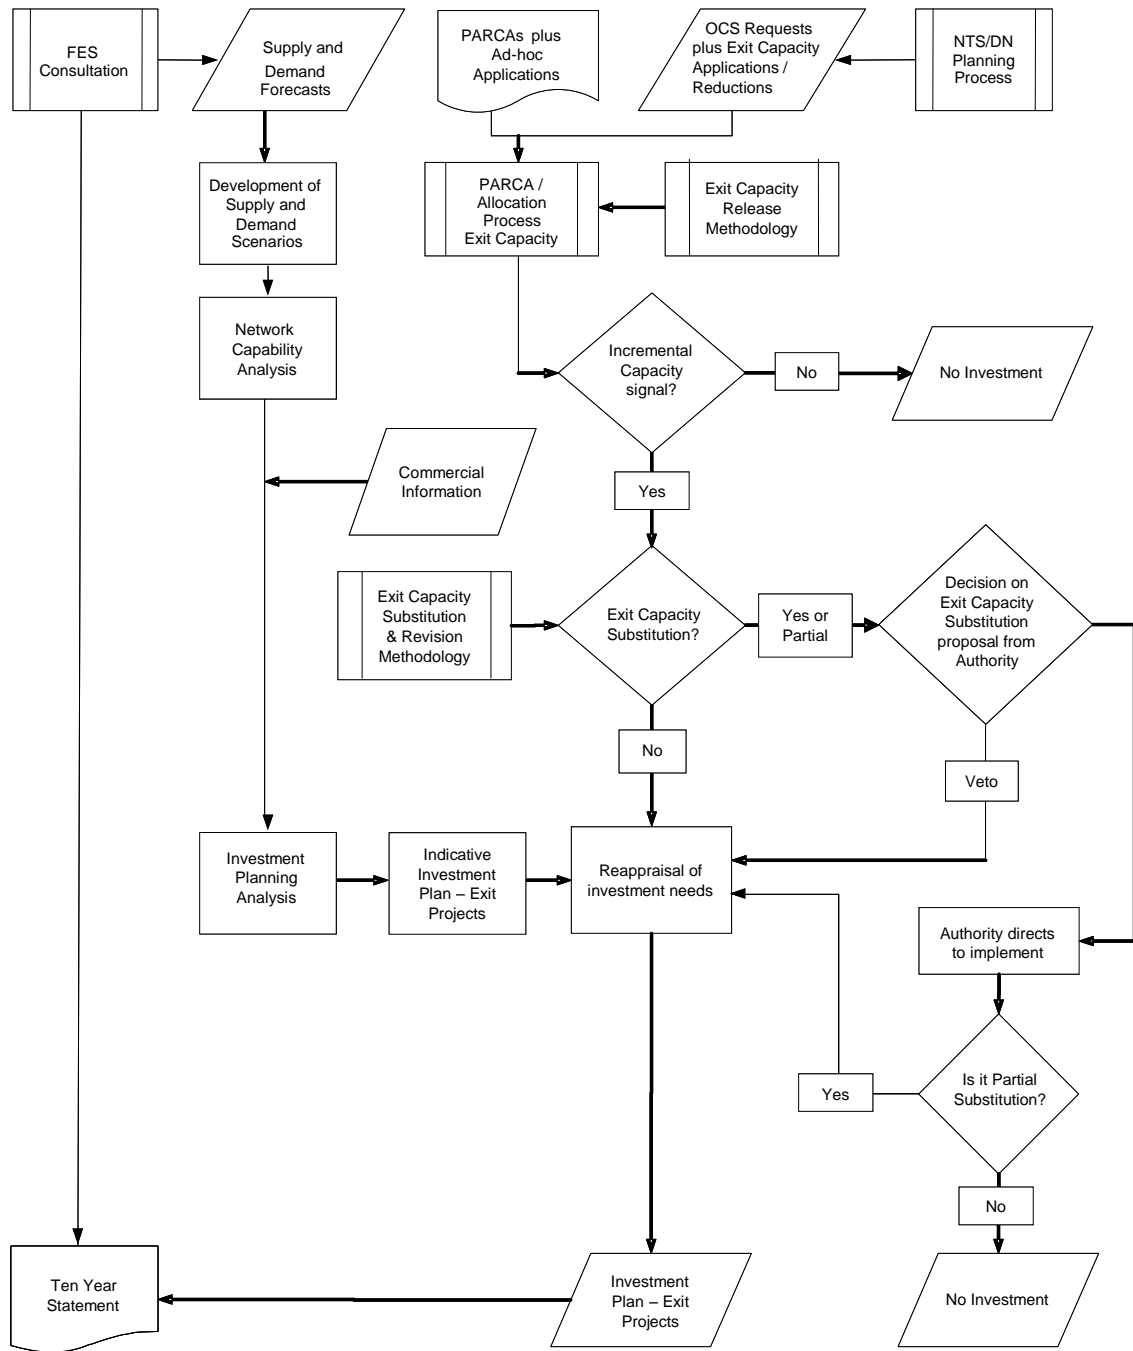 FES
Consultation
Supply and
Demand
Forecasts
PARCAs plus
Ad-hoc
Applications
OCS Requests
plus Exit Capacity
Applications /
Reductions
NTS/DN
Planning
Process
Development of
Supply and
Demand
Scenarios
PARCA /
Allocation
Process
Exit Capacity
Exit Capacity
Release
Methodology
Network
Capability
Analysis
Incremental
Capacity
signal?
No
No Investment
Commercial
Information
Yes
Exit Capacity
Substitution
& Revision
Methodology
Exit Capacity
Substitution?
Yes or
Partial
Decision on
Exit Capacity
Substitution
proposal from
Authority
No
Veto
Investment
Planning
Analysis
Indicative
Investment
Plan – Exit
Projects
Reappraisal of
investment needs
Authority directs
to implement
Is it Partial
Substitution?
Yes
No
Ten Year
Statement
Investment
Plan – Exit
Projects
No Investment